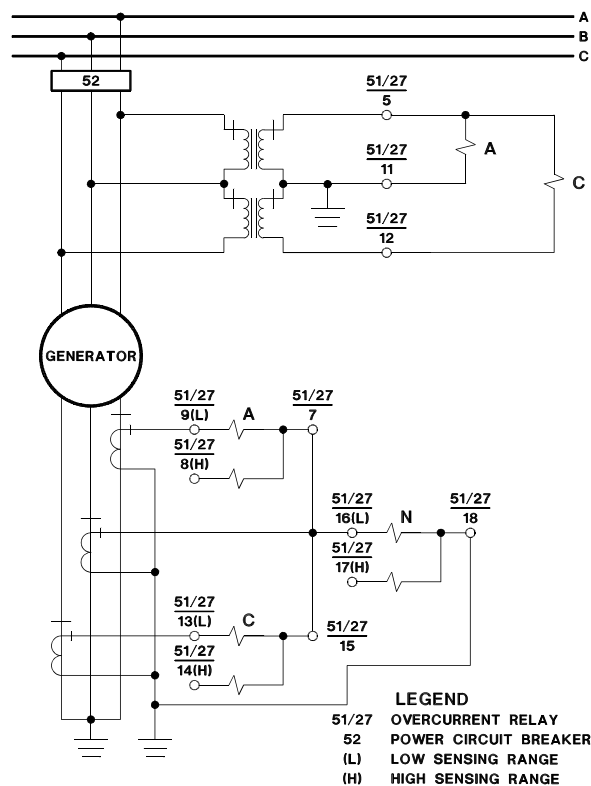 A
B
C
52
51/27
5
51/27
11
A
C
51/27
12
GENERATOR
51/27
9(L)
A
51/27
7
51/27
8(H)
51/27
16(L)
N
51/27
18
51/27
17(H)
51/27
13(L)
C
51/27
15
51/27
14(H)
LEGEND
51/27 OVERCURRENT RELAY
52 POWER CIRCUIT BREAKER
(L) LOW SENSING RANGE
(H) HIGH SENSING RANGE